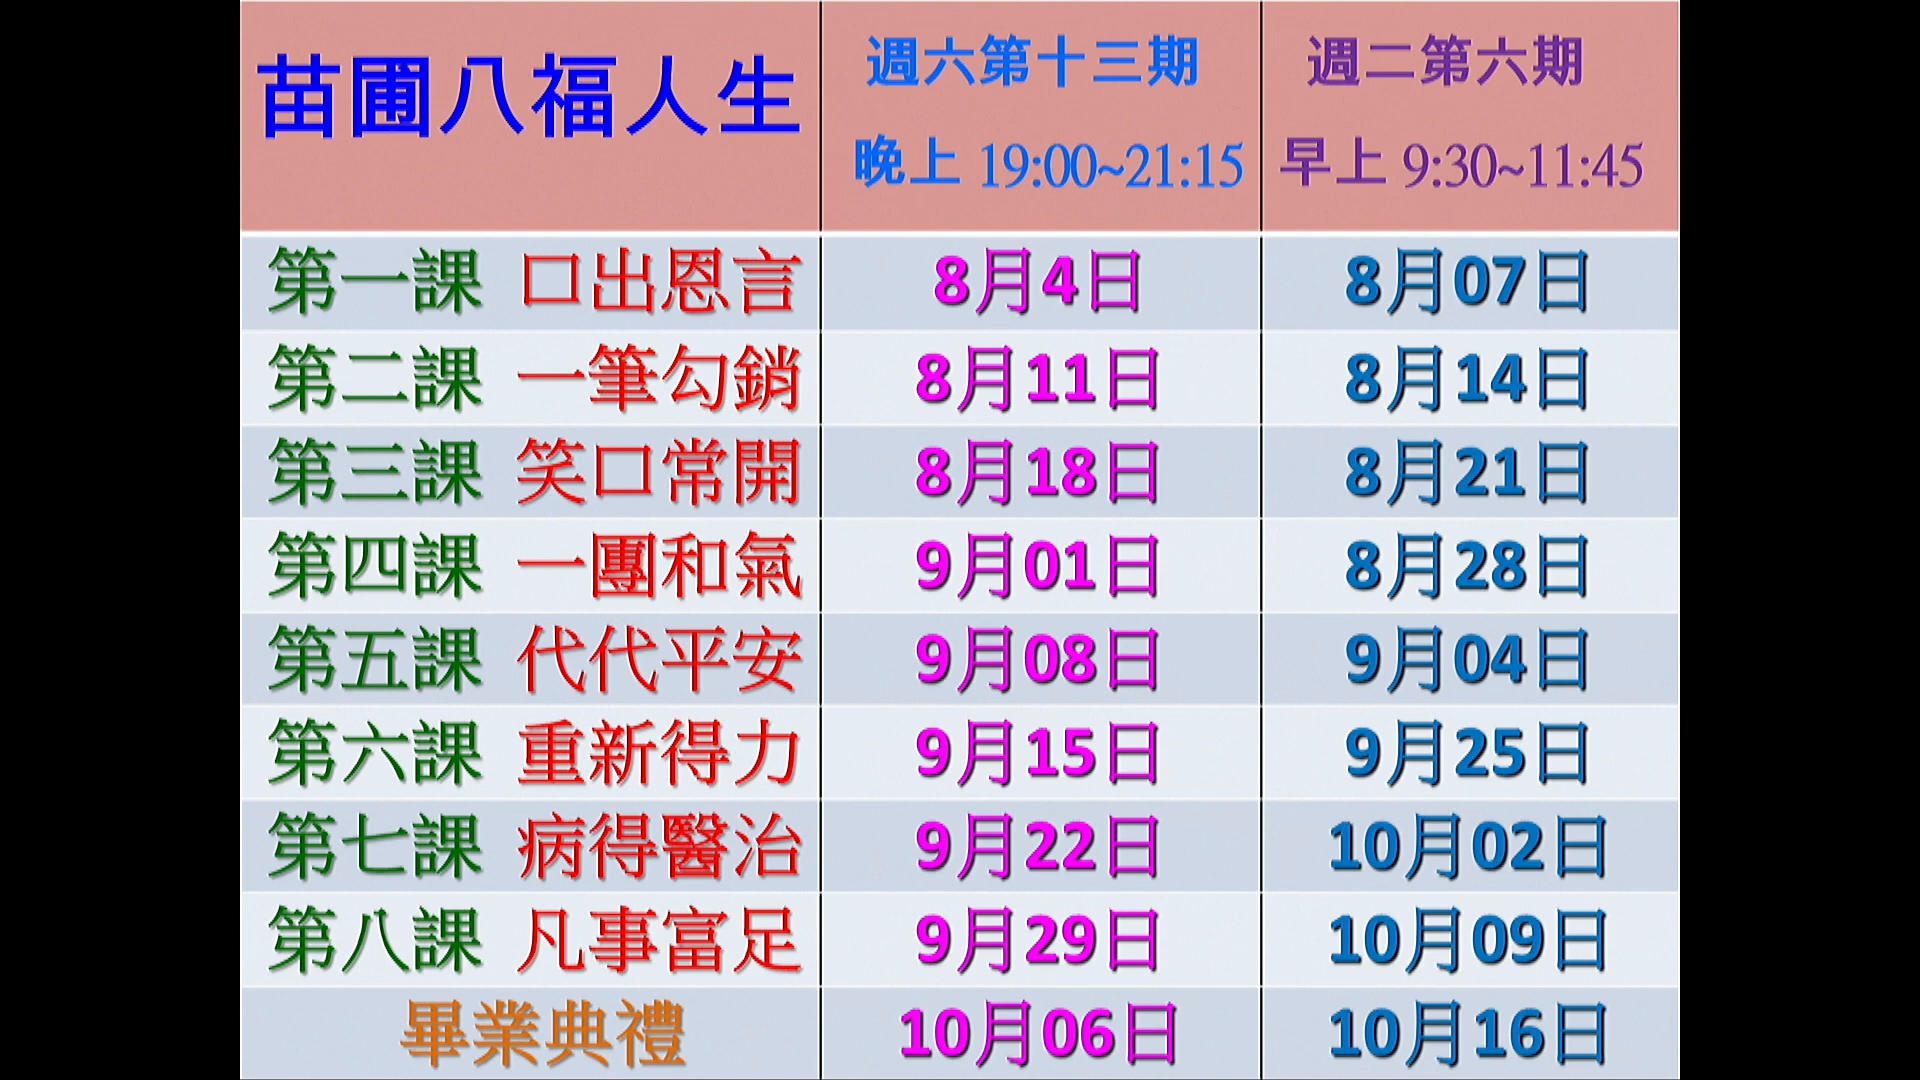 苗圃八福人生
週六第十三期
晚上 19:00~21:15
週二第六期
早上 9:30~11:45
第一課 口出恩言 8月4日 8月07日
第二課 一筆勾銷 8月11日 8月14日
第三課 笑口常開 8月18日 8月21日
第四課 一團和氣 9月01日 8月28日
第五課 代代平安 9月08日 9月04日
第六課 重新得力 9月15日 9月25日
第七課 病得醫治 9月22日 10月02日
第八課 凡事富足 9月29日 10月09日
畢業典禮 10月06日 10月16日